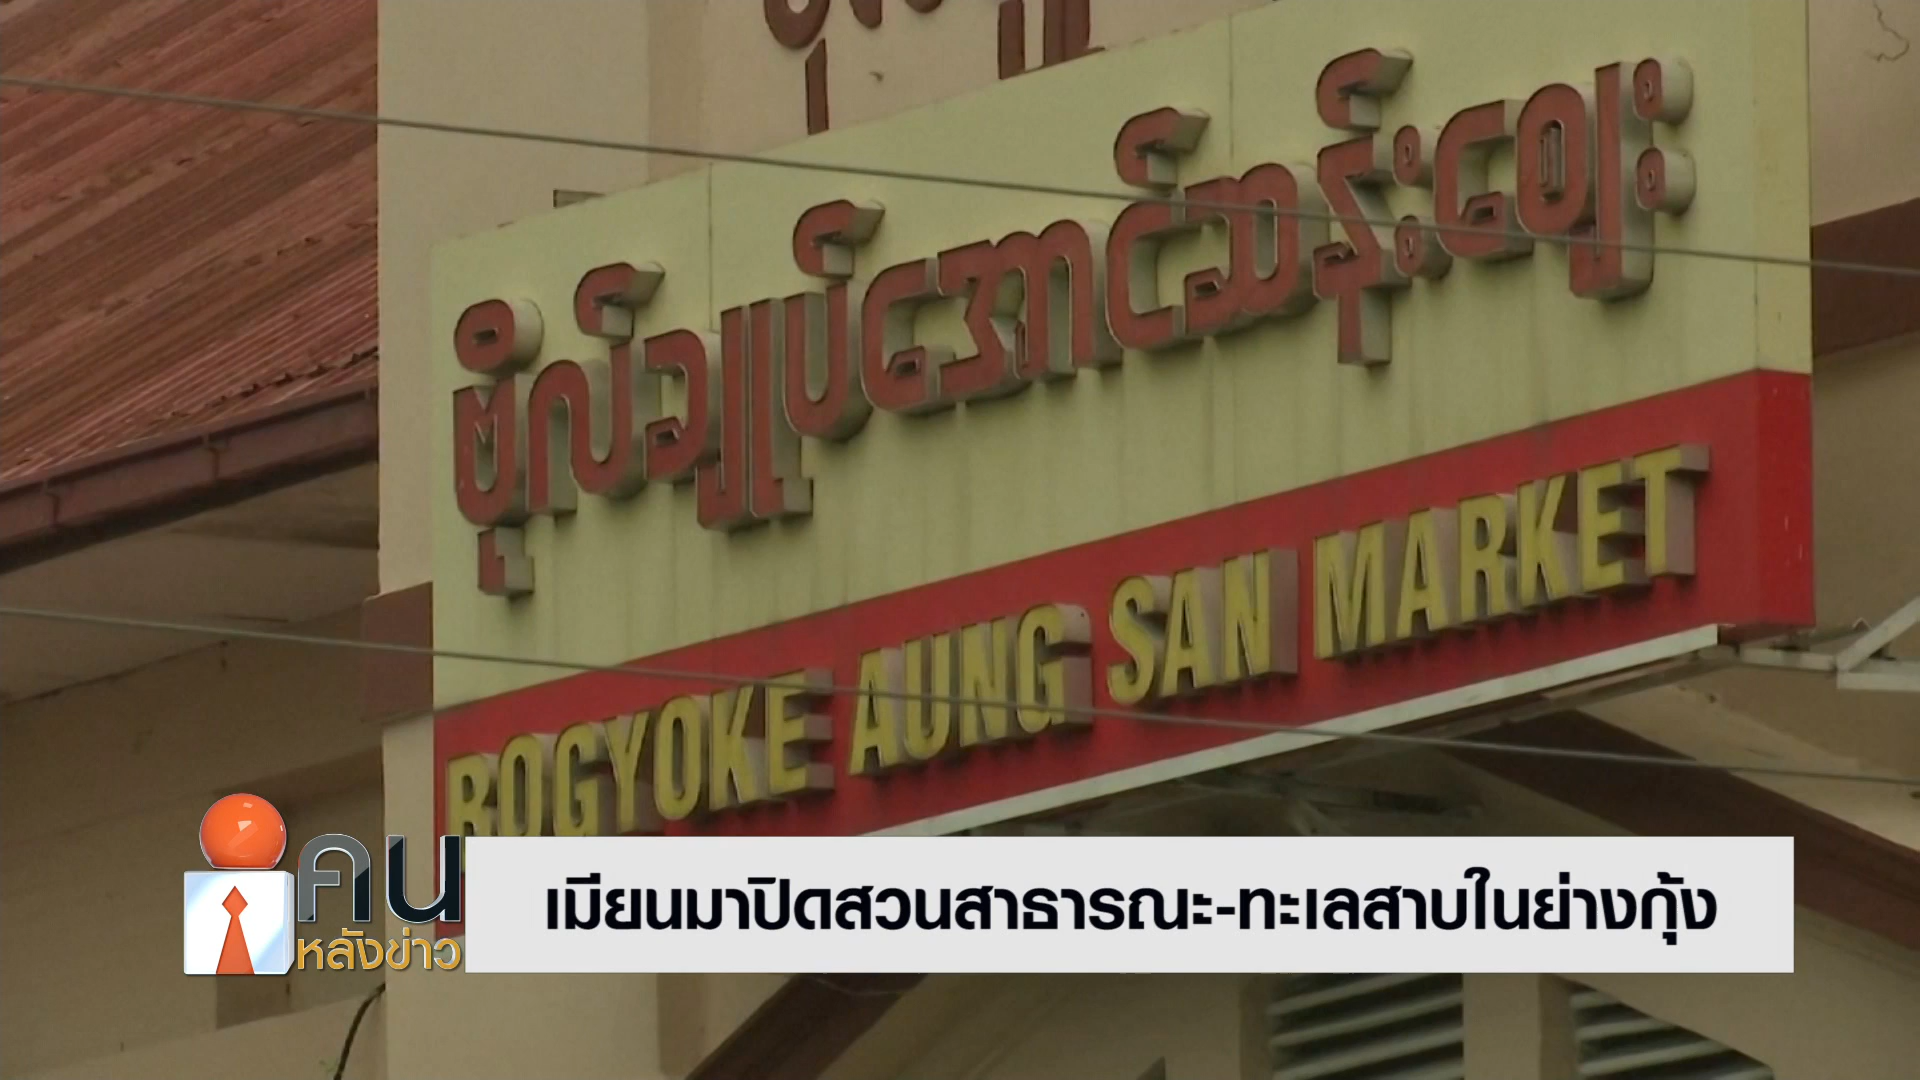 ဗိုလ်ချုပ်အောင်ဆန်းဈေး
BOGYOKE AUNG SAN MARKET
คน
หลังข่าว
เมียนมาปิดสวนสาธารณะ-ทะเลสาบในย่างกุ้ง